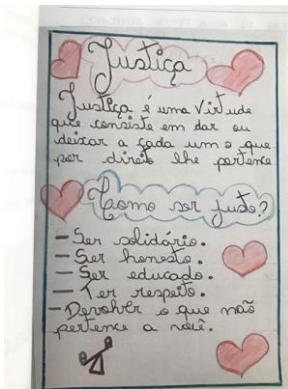 Justiça
Justiça é uma Virtude
que consiste em dar ou
deixar a cada um o que
por direito lhe pertence
Como ser justo?
- Ser solidário.
- Ser honesto.
- Ser educado.
- Ter respeito.
- Devolver o que não
pertence a você.